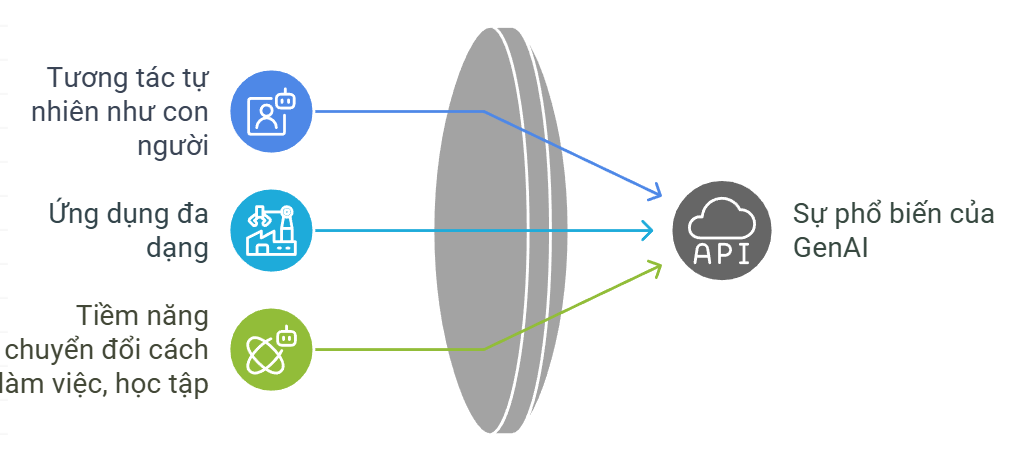 Tương tác tự
nhiên như con
người
Ứng dụng đa
dạng
Tiềm năng
chuyển đổi cách
làm việc, học tập
API
Sự phổ biến của
GenAI